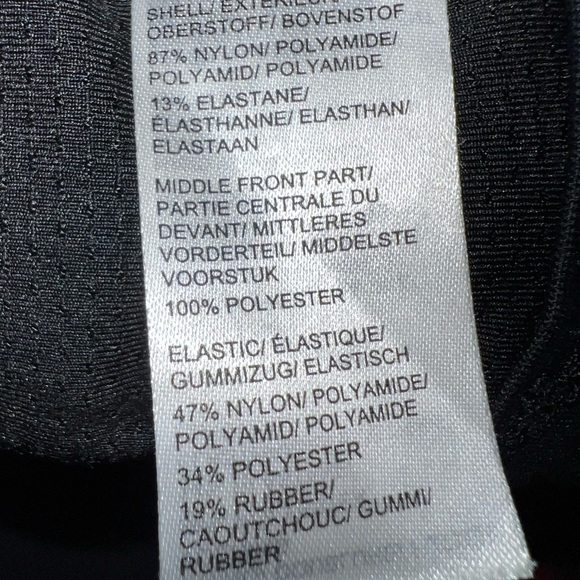 SHELL/ EXTÉRIEUR/
OBERSTOFF/ BOVENSTOF
87% NYLON/ POLYAMIDE/
POLYAMID/ POLYAMIDE
13% ELASTANE/
ÉLASTHANNE/ ELASTHAN/
ELASTAAN
MIDDLE FRONT PART/
PARTIE CENTRALE DU
DEVANT/ MITTLERES
VORDERTEIL/ MIDDELSTE
VOORSTUK
100% POLYESTER
ELASTIC/ ÉLASTIQUE/
GUMMIZUG/ ELASTISCH
47% NYLON/ POLYAMIDE/
POLYAMID/ POLYAMIDE
34% POLYESTER
19% RUBBER/
CAOUTCHOUC/ GUMMI/
RUBBER